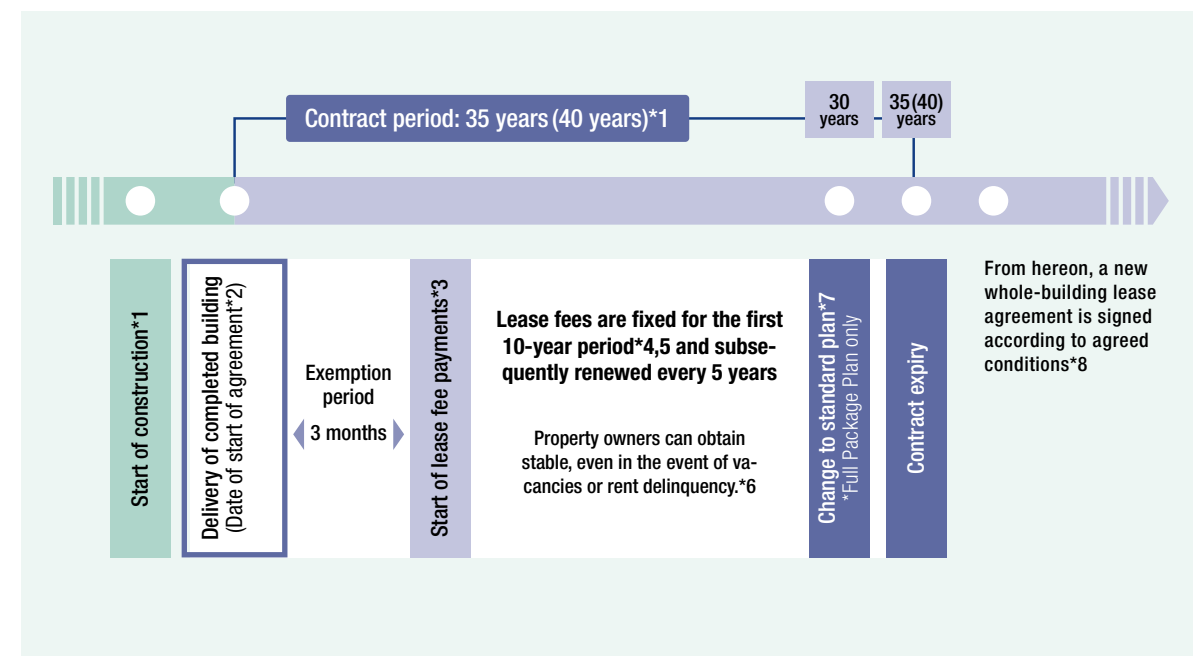 Contract period: 35 years (40 years)*1
30
years
35(40)
years
Start of construction*1
Delivery of completed building
(Date of start of agreement*2)
Exemption
period
3 months
Start of lease fee payments*3
Lease fees are fixed for the first
10-year period*4,5 and subse-
quently renewed every 5 years
Property owners can obtain
stable, even in the event of va-
cancies or rent delinquency.*6
Change to standard plan*7
*Full Package Plan only
Contract expiry
From hereon, a new
whole-building lease
agreement is signed
according to agreed
conditions*8